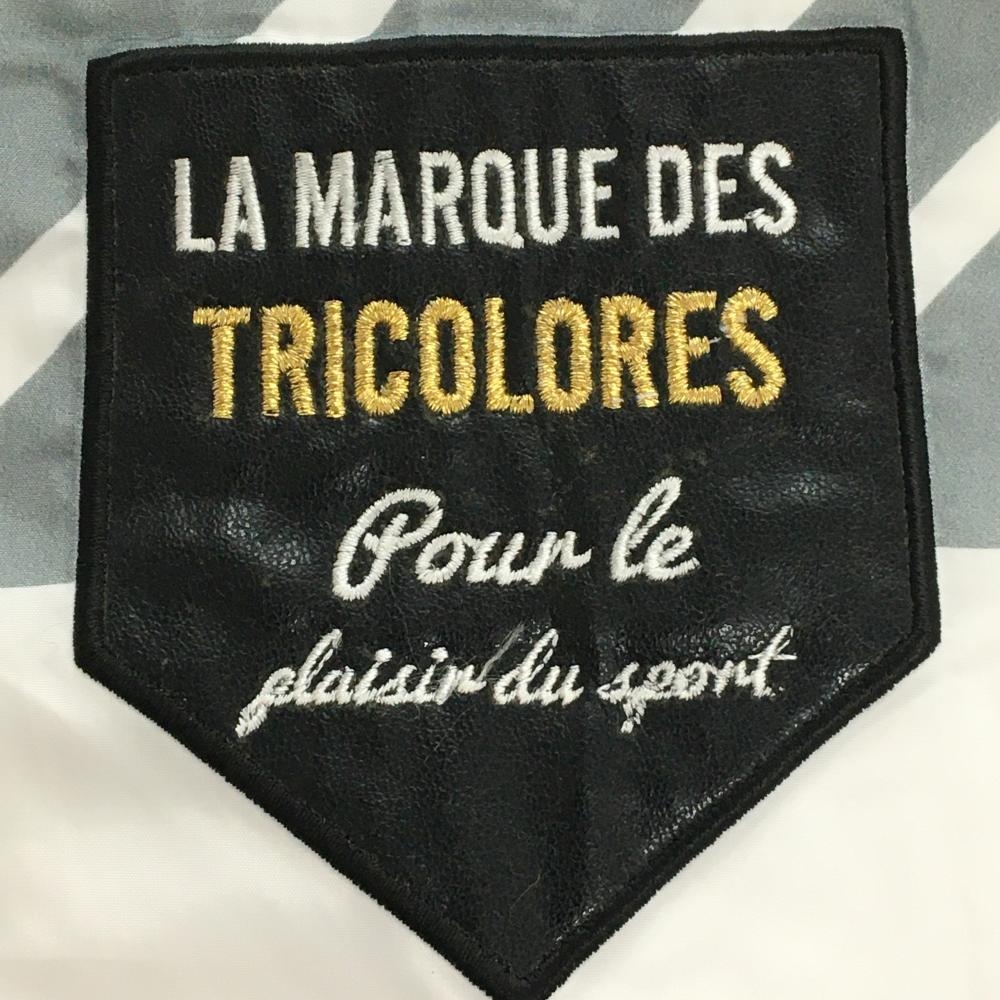 LA MARQUE DES
TRICOLORES
Pour le
plaisir du sport